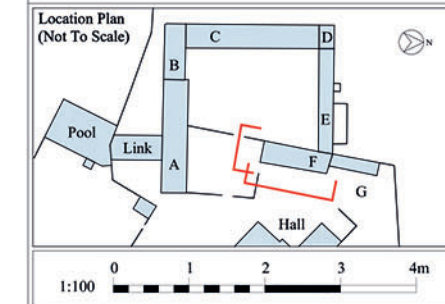 Location Plan
(Not To Scale)
C
D
N
B
Pool
E
Link
A
F
G
Hall
0 1 2 3 4m
1:100